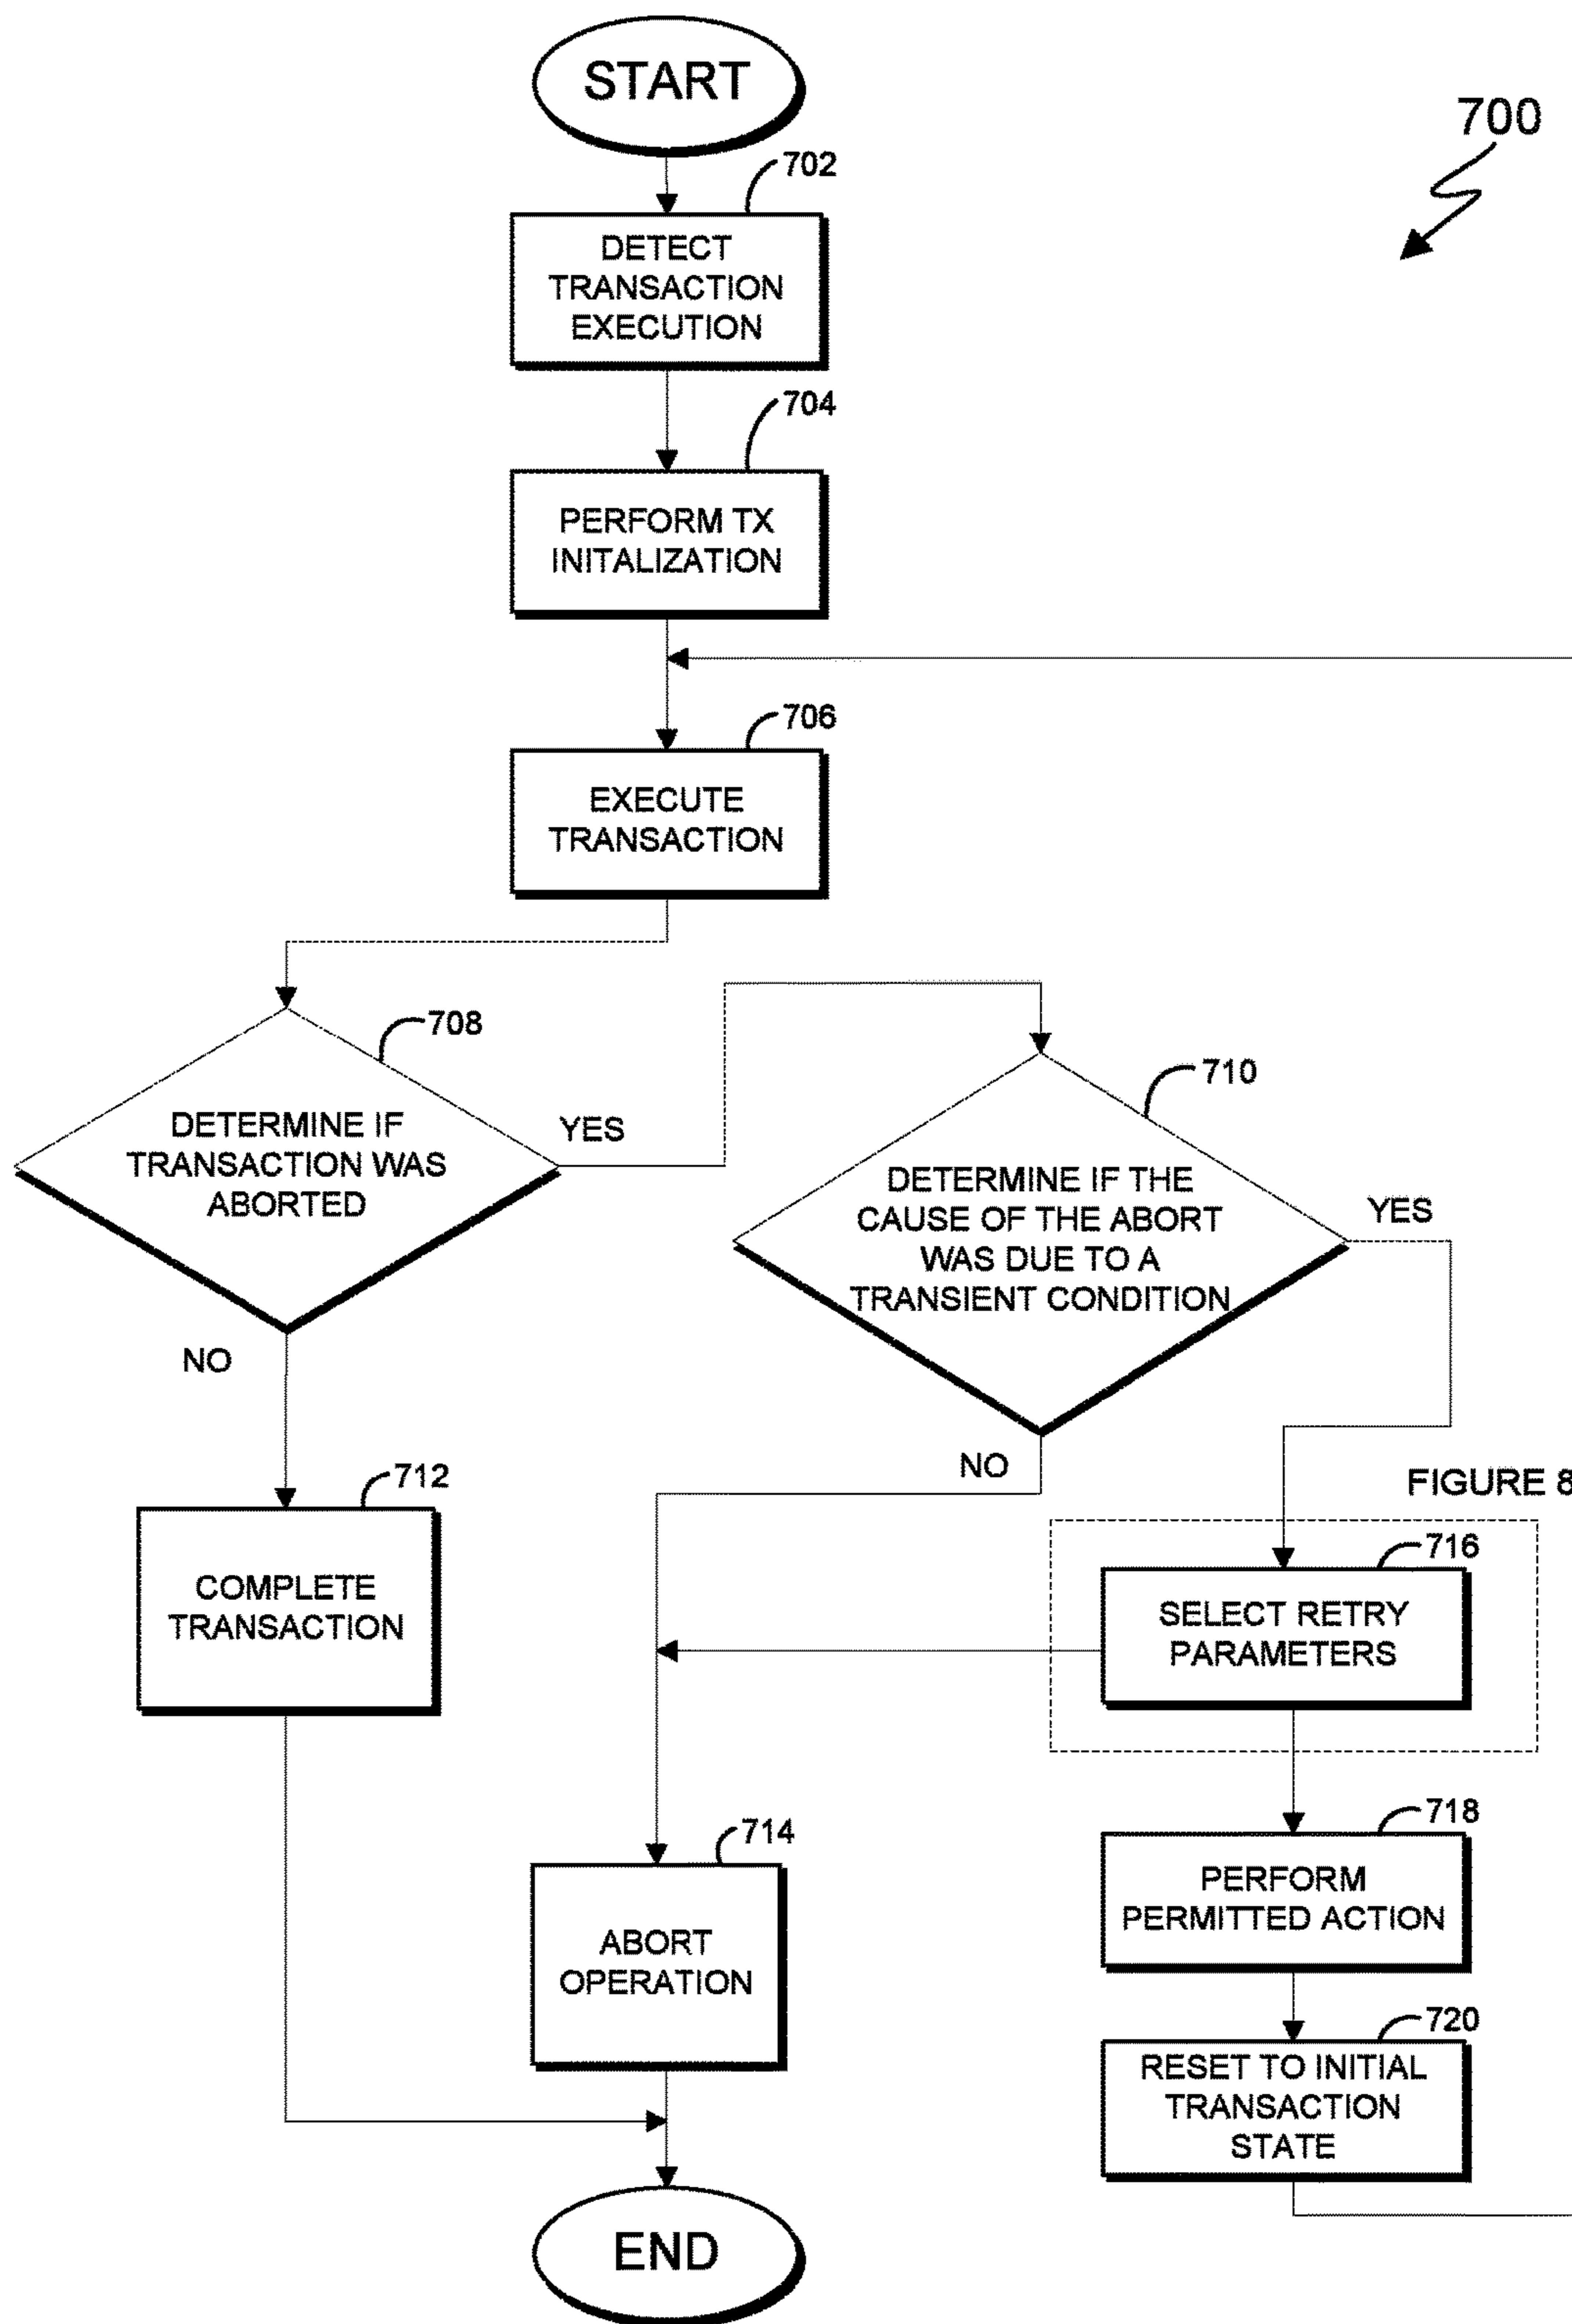 START
700
702
DETECT
TRANSACTION
EXECUTION
704
PERFORM TX
INITALIZATION
706
EXECUTE
TRANSACTION
708
DETERMINE IF
TRANSACTION WAS
ABORTED
YES
NO
710
DETERMINE IF THE
CAUSE OF THE ABORT
WAS DUE TO A
TRANSIENT CONDITION
YES
NO
712
COMPLETE
TRANSACTION
FIGURE 8
716
SELECT RETRY
PARAMETERS
714
ABORT
OPERATION
718
PERFORM
PERMITTED ACTION
720
RESET TO INITIAL
TRANSACTION
STATE
END